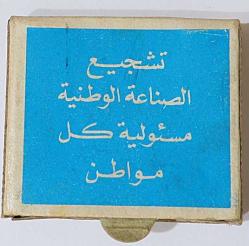 تشجيع
الصناعة الوطنية
مسئولية كل
مواطن